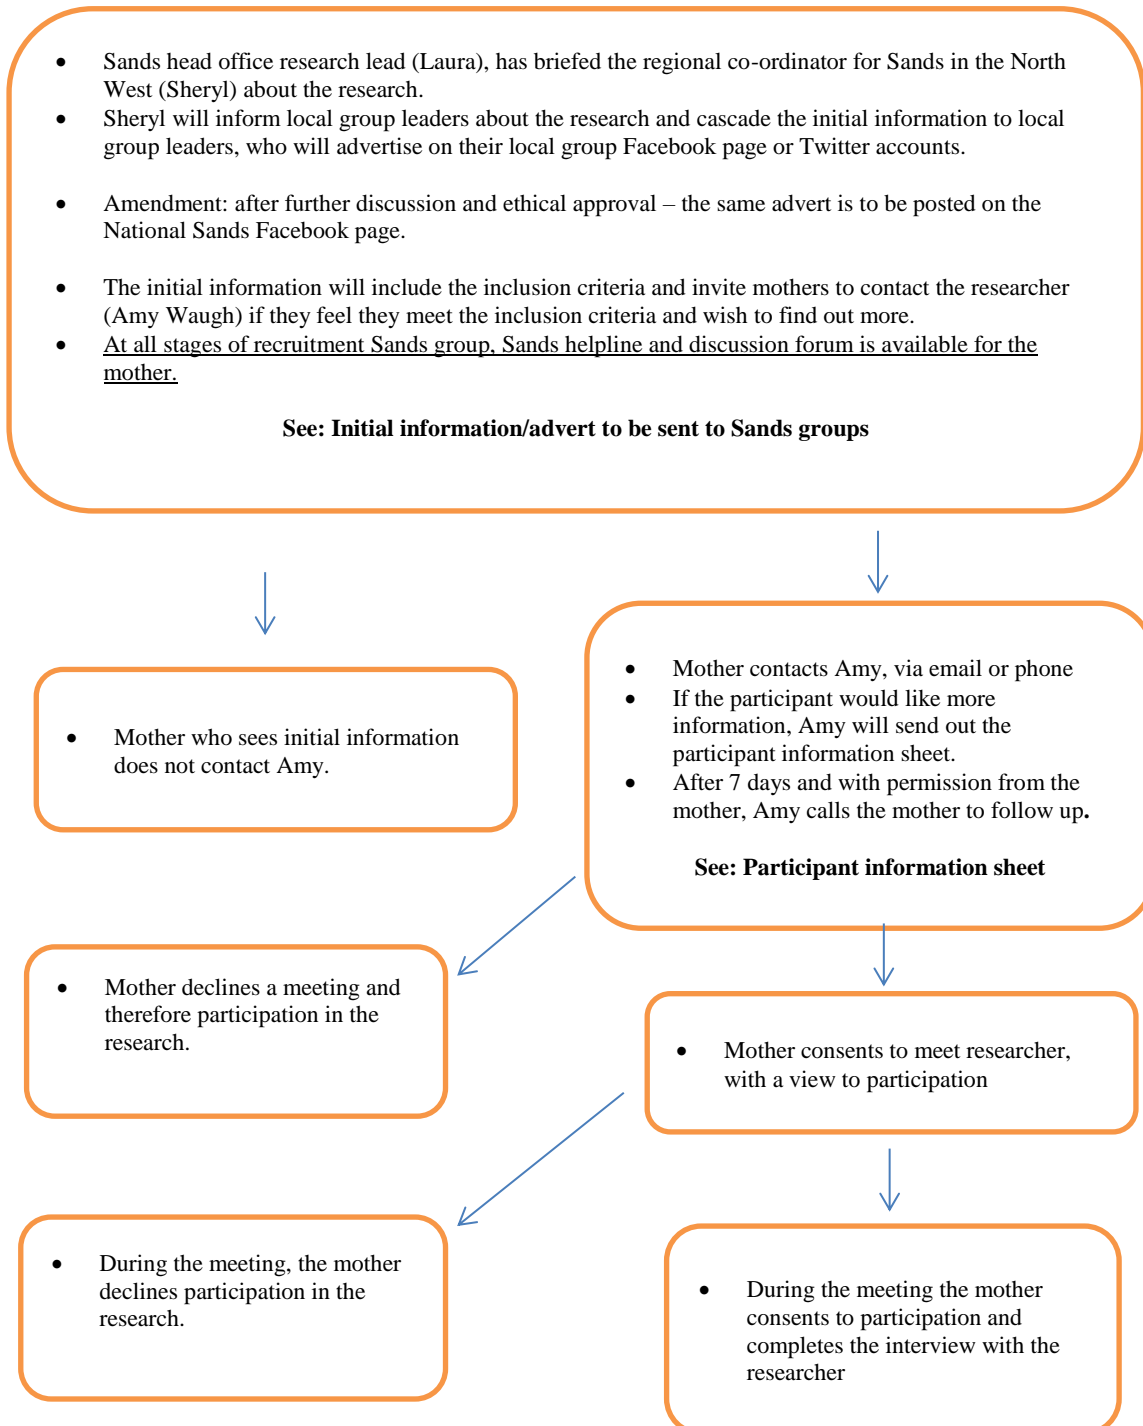 • Sands head office research lead (Laura), has briefed the regional co-ordinator for Sands in the North
West (Sheryl) about the research.
• Sheryl will inform local group leaders about the research and cascade the initial information to local
group leaders, who will advertise on their local group Facebook page or Twitter accounts.
• Amendment: after further discussion and ethical approval – the same advert is to be posted on the
National Sands Facebook page.
• The initial information will include the inclusion criteria and invite mothers to contact the researcher
(Amy Waugh) if they feel they meet the inclusion criteria and wish to find out more.
• At all stages of recruitment Sands group, Sands helpline and discussion forum is available for the
mother.
See: Initial information/advert to be sent to Sands groups
• Mother who sees initial information
does not contact Amy.
• Mother contacts Amy, via email or phone
• If the participant would like more
information, Amy will send out the
participant information sheet.
• After 7 days and with permission from the
mother, Amy calls the mother to follow up.
See: Participant information sheet
• Mother declines a meeting and
therefore participation in the
research.
• Mother consents to meet researcher,
with a view to participation
• During the meeting, the mother
declines participation in the
research.
• During the meeting the mother
consents to participation and
completes the interview with the
researcher